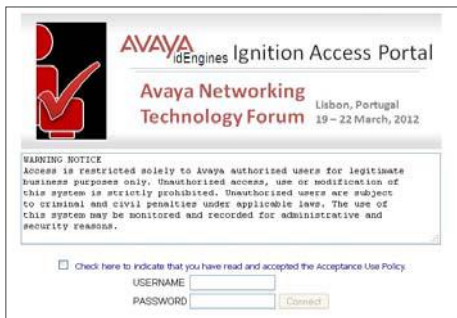 AVAYA
idEngines Ignition Access Portal
Avaya Networking
Technology Forum
Lisbon, Portugal
19 – 22 March, 2012
WARNING NOTICE
Access is restricted solely to Avaya authorized users for legitimate
business purposes only. Unauthorized access, use or modification of
this system is strictly prohibited. Unauthorized users are subject
to criminal and civil penalties under applicable laws. The use of
this system may be monitored and recorded for administrative and
security reasons.
Check here to indicate that you have read and accepted the Acceptance Use Policy.
USERNAME
PASSWORD
Connect